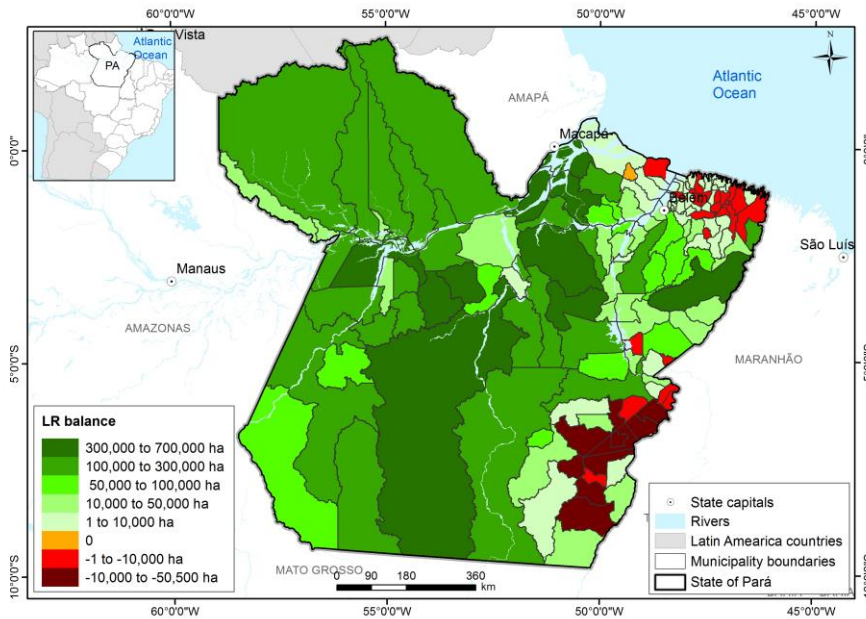 60°0'0"W 55°0'0"W 50°0'0"W 45°0'0"W
Vista
Atlantic
Ocean
PA
N
Atlantic
Ocean
AMAPÁ
Macapá
0°0'0"
Belém
São Luís
Manaus
AMAZONAS
MARANHÃO
5°0'0"S
LR balance
300,000 to 700,000 ha
100,000 to 300,000 ha
50,000 to 100,000 ha
10,000 to 50,000 ha
1 to 10,000 ha
0
-1 to -10,000 ha
-10,000 to -50,500 ha
State capitals
Rivers
Latin Amearica countries
Municipality boundaries
State of Pará
MATO GROSSO
0 90 180 360
km
10°0'0"S
60°0'0"W 55°0'0"W 50°0'0"W 45°0'0"W